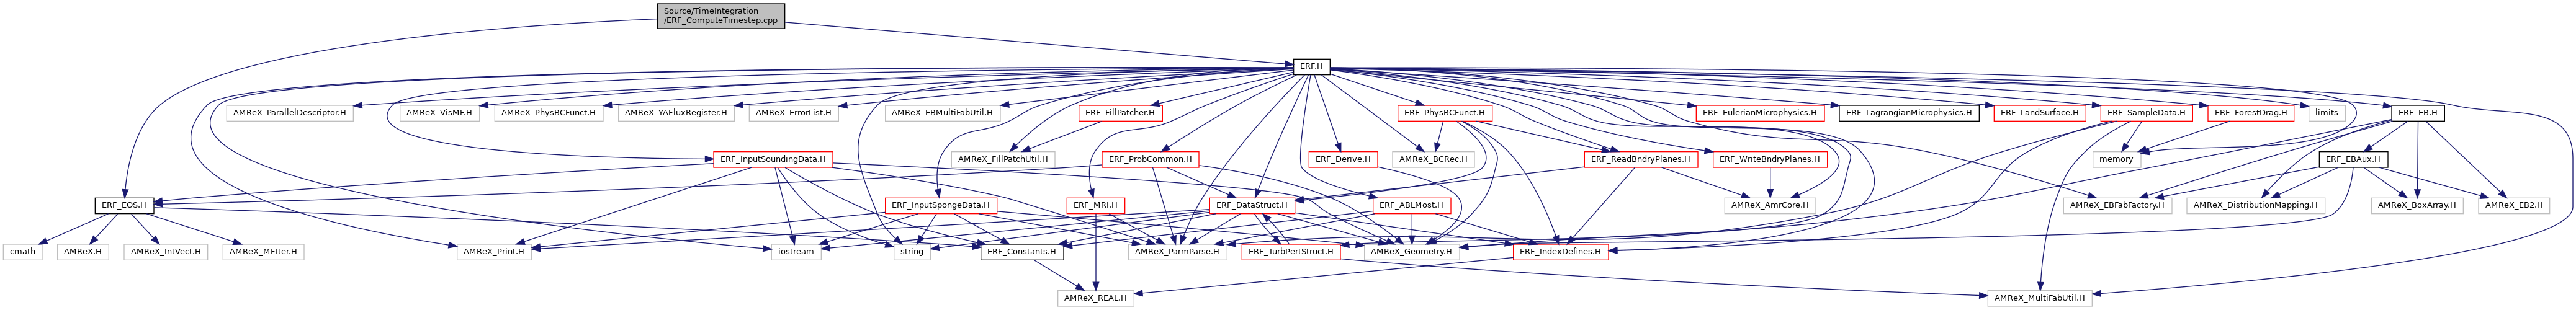 Source/TimeIntegration
/ERF_ComputeTimestep.cpp
ERF.H
AMReX_ParallelDescriptor.H
AMReX_VisMF.H
AMReX_PhysBCFunct.H
AMReX_YAFluxRegister.H
AMReX_ErrorList.H
AMReX_EBMultiFabUtil.H
ERF_FillPatcher.H
ERF_PhysBCFunct.H
ERF_EulerianMicrophysics.H
ERF_LagrangianMicrophysics.H
ERF_LandSurface.H
ERF_SampleData.H
ERF_ForestDrag.H
limits
ERF_EB.H
ERF_InputSoundingData.H
AMReX_FillPatchUtil.H
ERF_ProbCommon.H
ERF_Derive.H
AMReX_BCRec.H
ERF_ReadBndryPlanes.H
ERF_WriteBndryPlanes.H
memory
ERF_EBAux.H
ERF_EOS.H
ERF_InputSpongeData.H
ERF_MRI.H
ERF_DataStruct.H
ERF_ABLMost.H
AMReX_AmrCore.H
AMReX_EBFabFactory.H
AMReX_DistributionMapping.H
AMReX_BoxArray.H
AMReX_EB2.H
cmath
AMReX.H
AMReX_IntVect.H
AMReX_MFIter.H
AMReX_Print.H
iostream
string
ERF_Constants.H
AMReX_ParmParse.H
ERF_TurbPertStruct.H
AMReX_Geometry.H
ERF_IndexDefines.H
AMReX_REAL.H
AMReX_MultiFabUtil.H